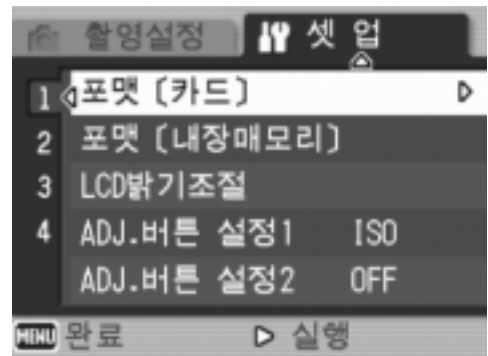 촬영설정 셋 업
1 포맷 [카드]
2 포맷 [내장매모리]
3 LCD밝기조절
4 ADJ.버튼 설정1 ISO
ADJ.버튼 설정2 OFF
MENU 완료 실행